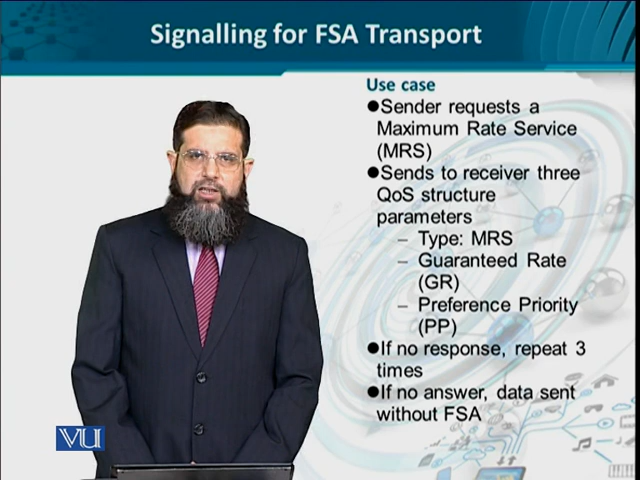 Signalling for FSA Transport
Use case
●Sender requests a
Maximum Rate Service
(MRS)
●Sends to receiver three
QoS structure
parameters
– Type: MRS
– Guaranteed Rate
(GR)
– Preference Priority
(PP)
●If no response, repeat 3
times
●If no answer, data sent
without FSA
VU